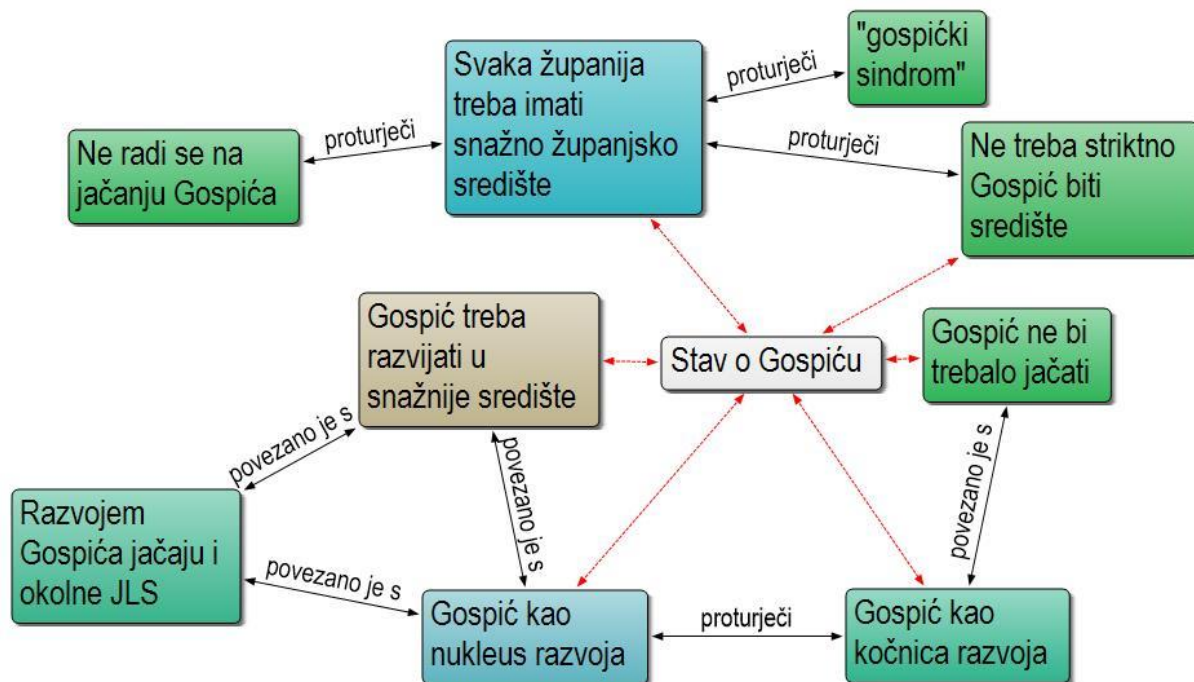 "gospićki
sindrom"
Svaka županija
treba imati
snažno županjsko
središte
proturječi
proturječi
proturječi
Ne radi se na
jačanju Gospića
Ne treba striktno
Gospić biti
središte
Gospić treba
razvijati u
snažnije središte
Stav o Gospiću
Gospić ne bi
trebalo jačati
povezano je s
povezano je s
povezano je s
Razvojem
Gospića jačaju i
okolne JLS
povezano je s
Gospić kao
nukleus razvoja
proturječi
Gospić kao
kočnica razvoja